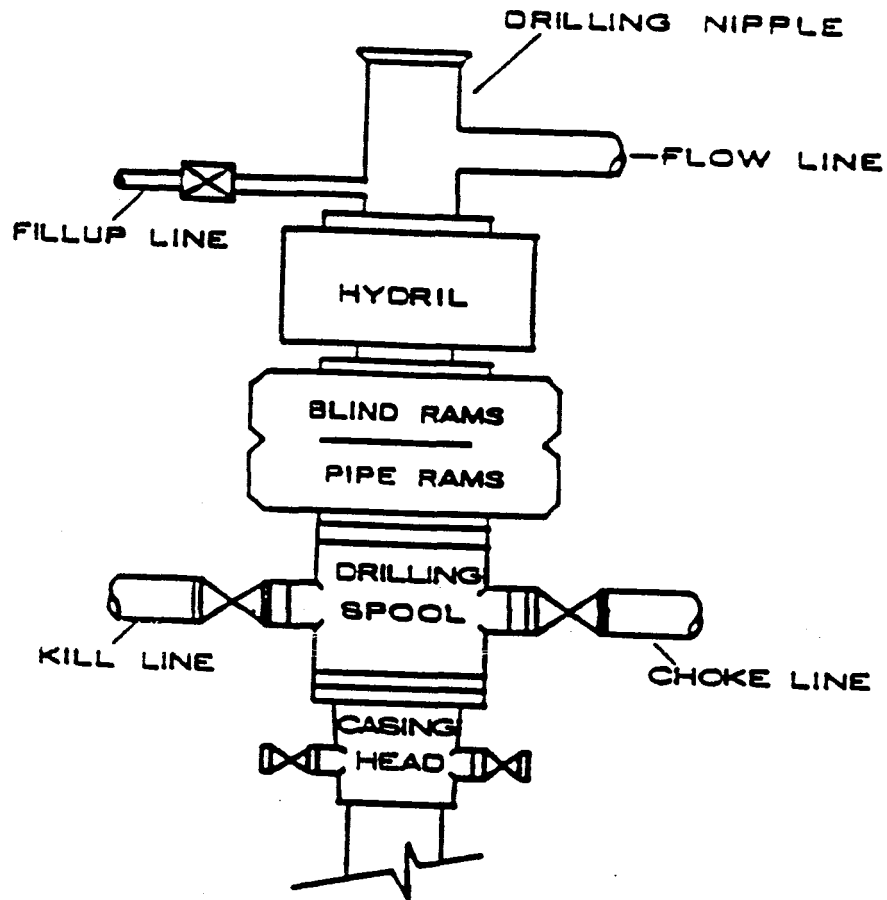 DRILLING NIPPLE
FLOW LINE
FILLUP LINE
HYDRIL
BLIND RAMS
PIPE RAMS
DRILLING
SPOOL
KILL LINE
CHOKE LINE
CASING
HEAD